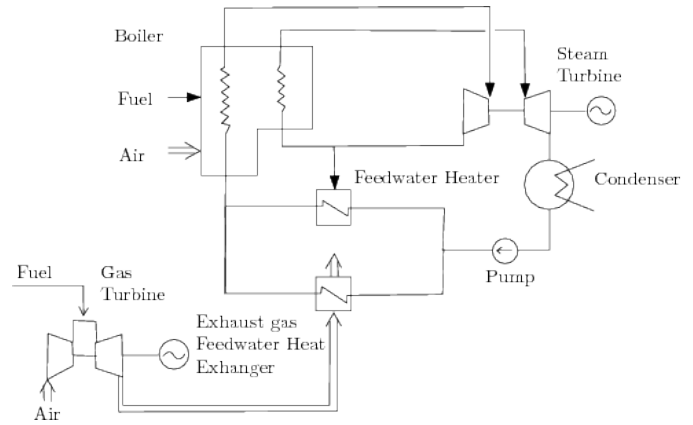 Boiler
Steam
Turbine
Fuel
Air
Feedwater Heater
Condenser
Pump
Fuel
Gas
Turbine
Exhaust gas
Feedwater Heat
Exhanger
Air